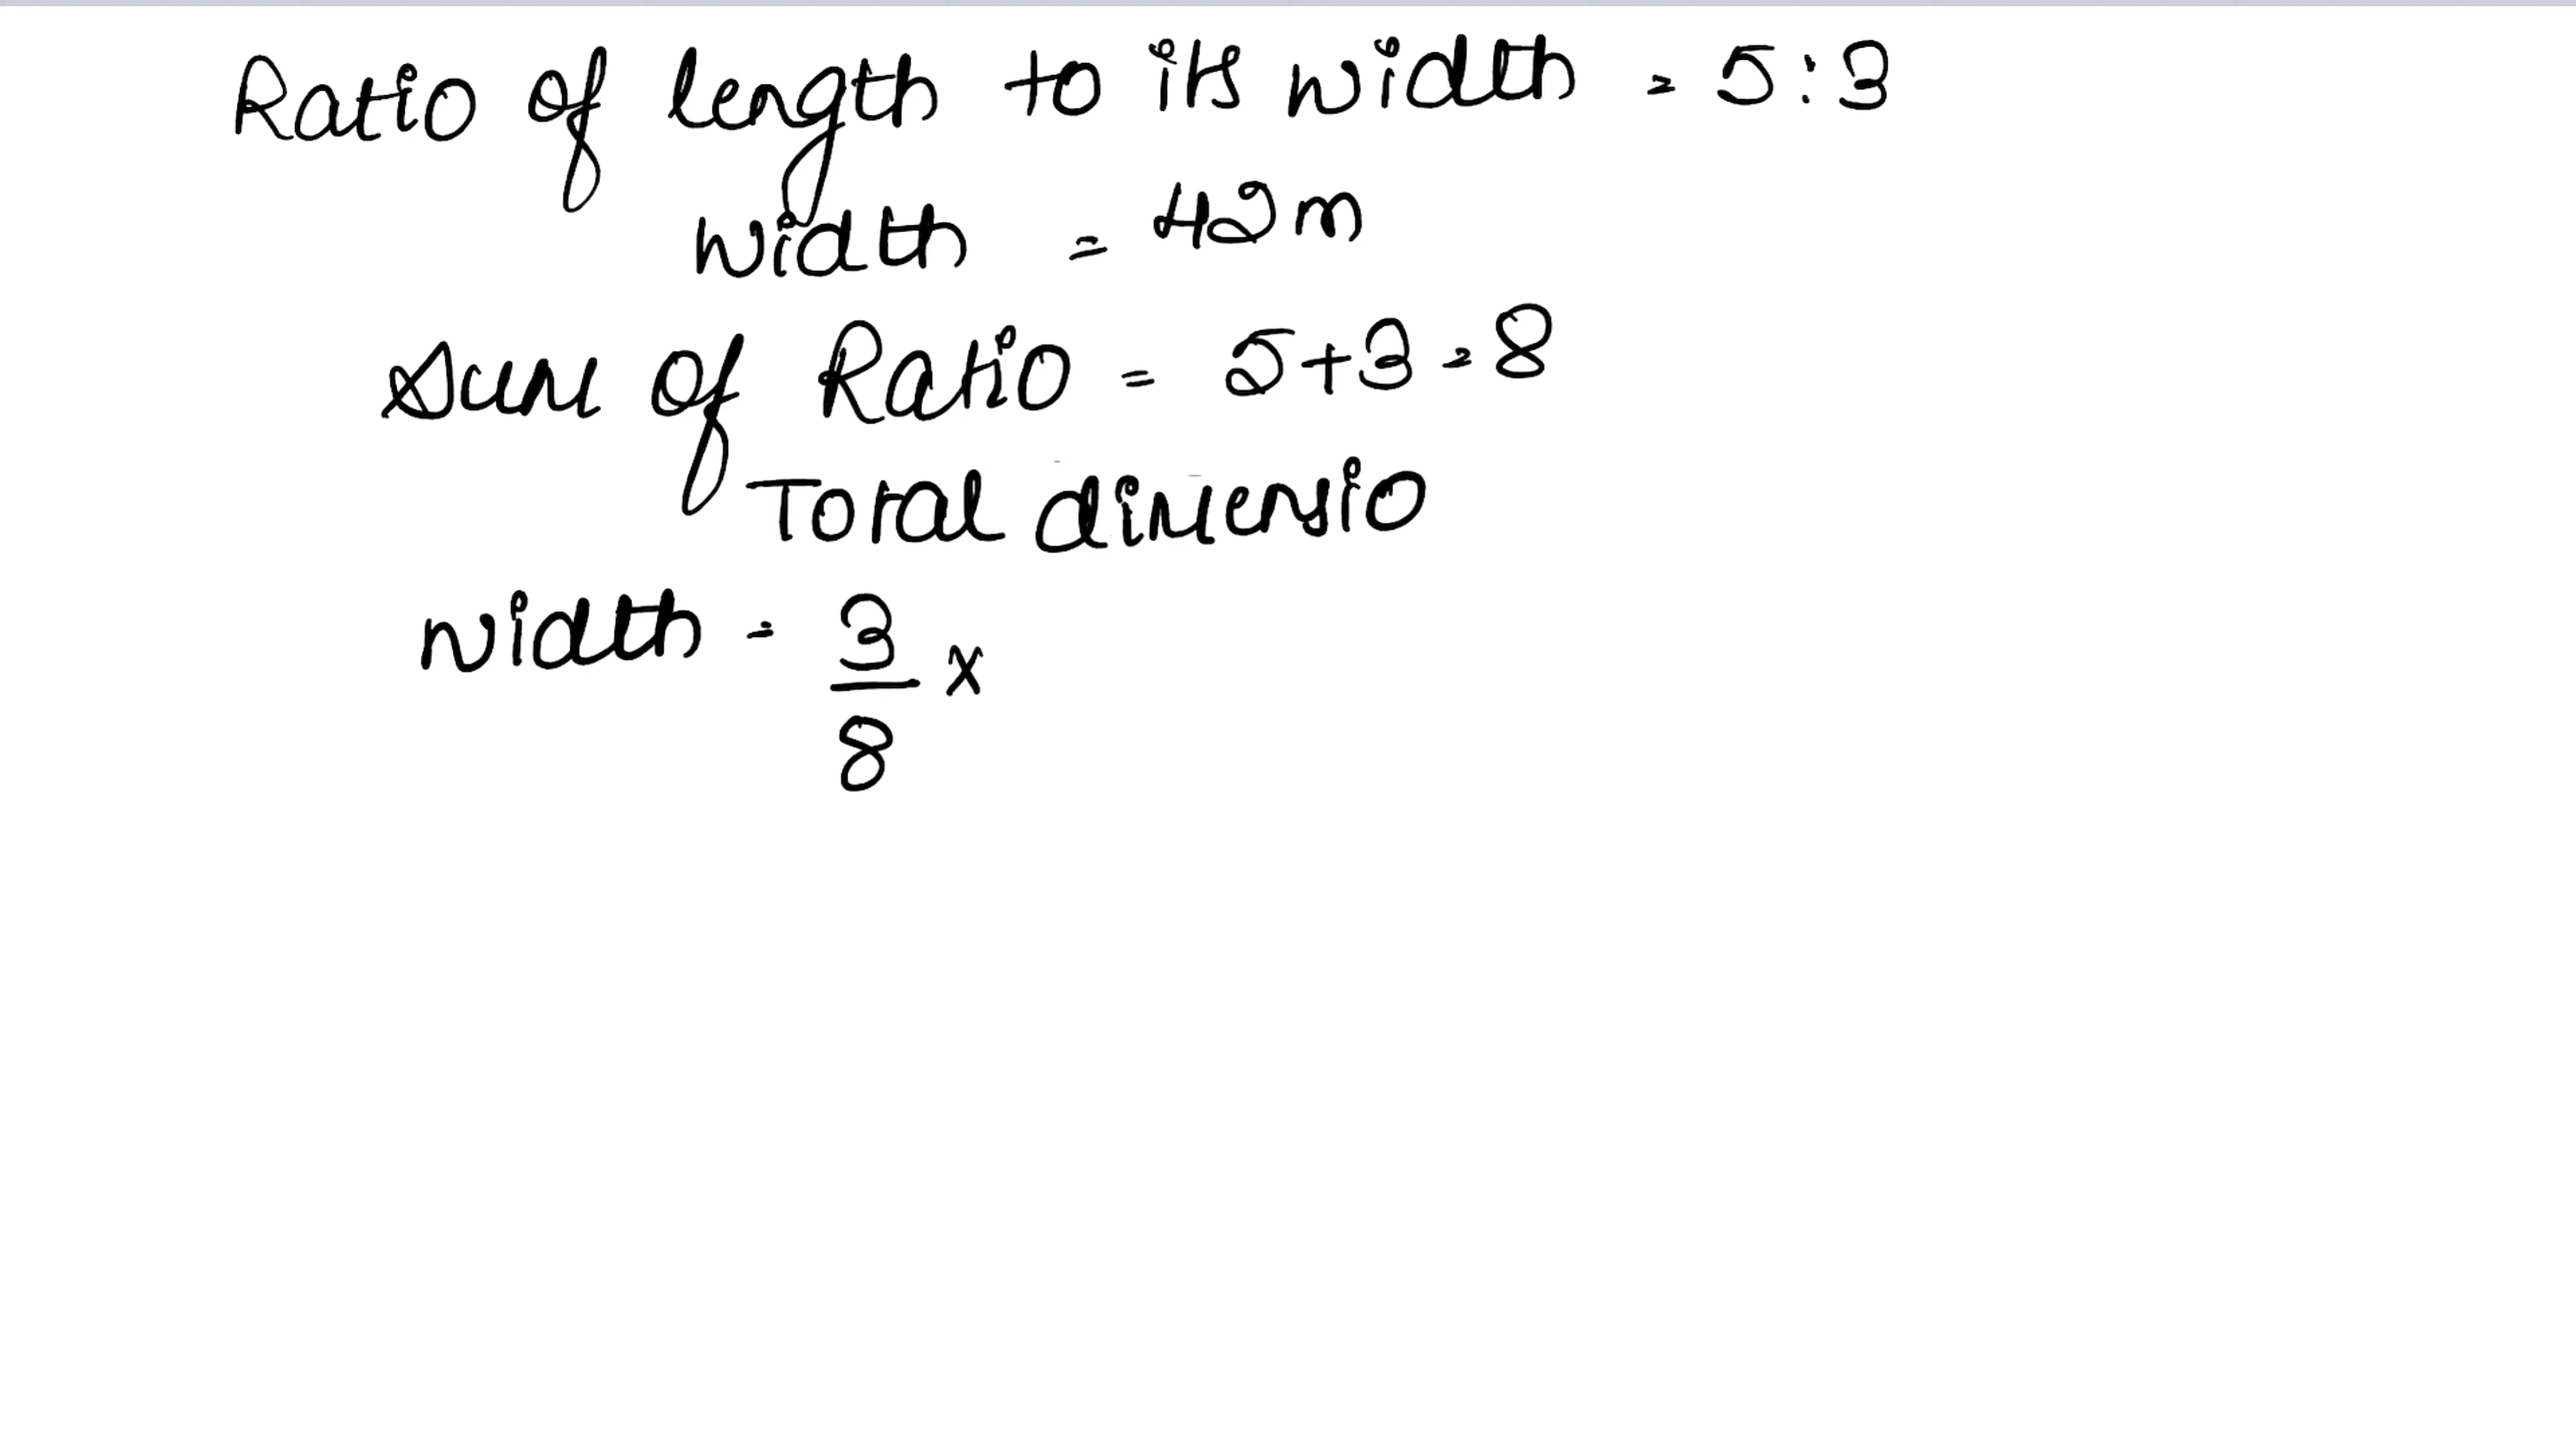 Ratio of length to its width = 5:3
width = 42m
Sum of Ratio = 5+3=8
Total dimensio
width = 3/8 x